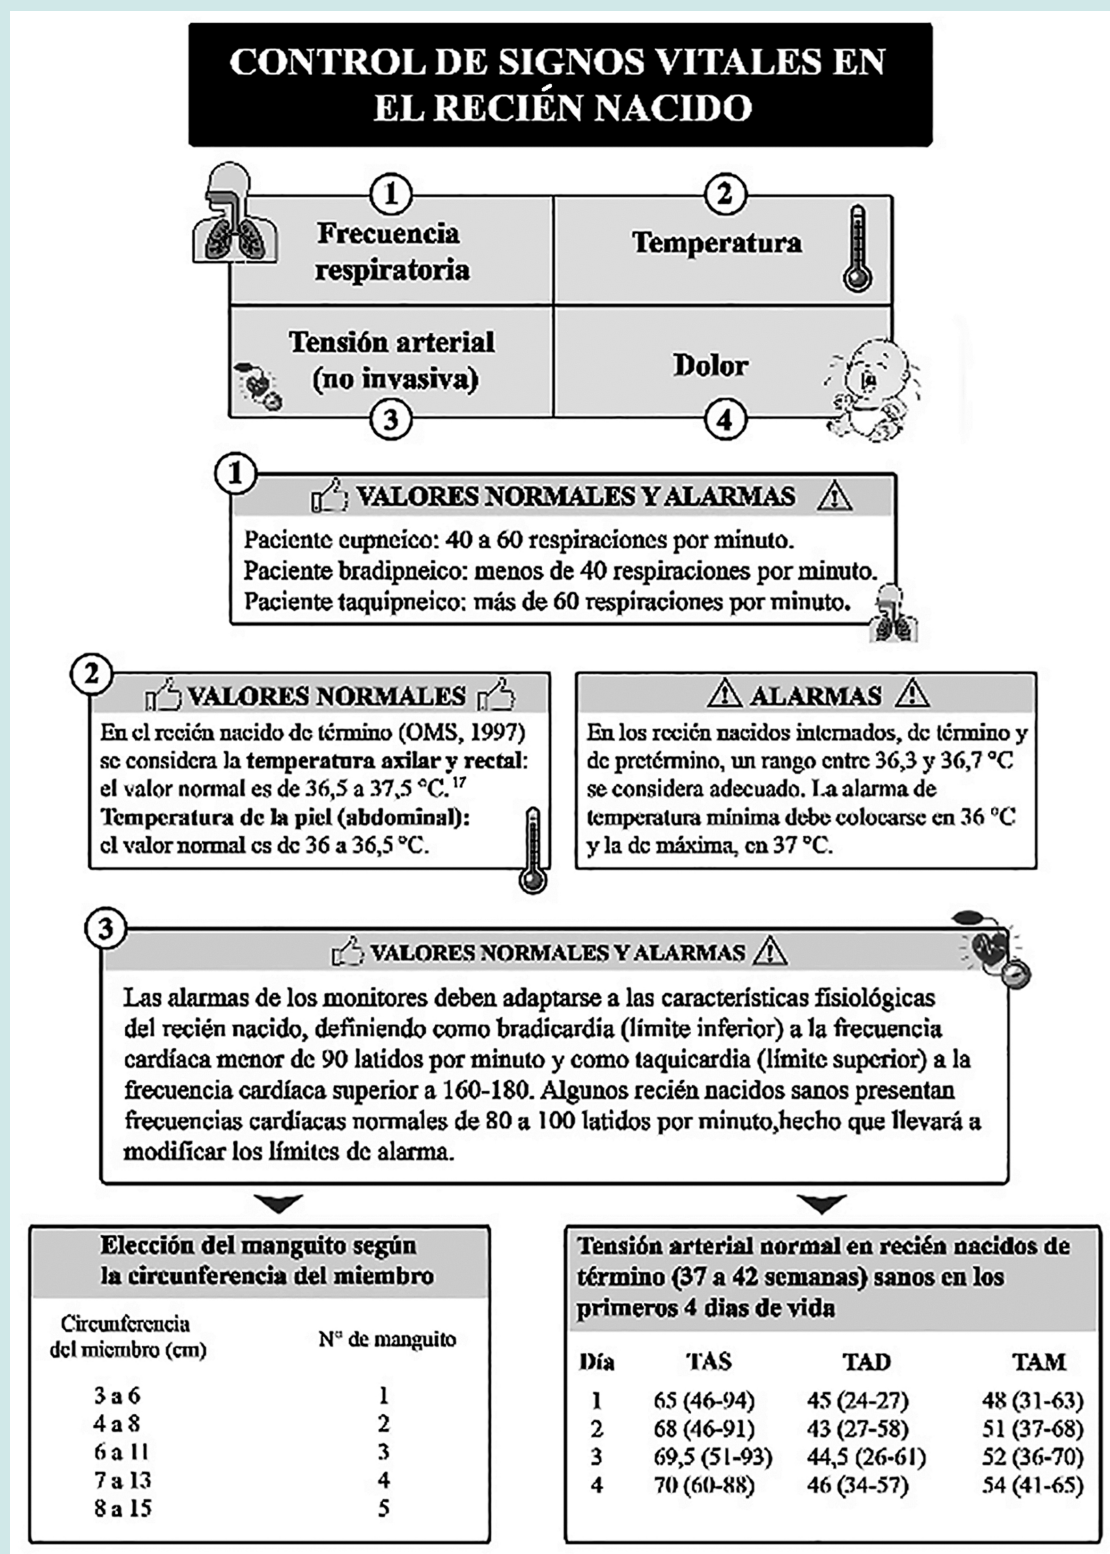 CONTROL DE SIGNOS VITALES EN
EL RECIÉN NACIDO
1
Frecuencia
respiratoria
2
Temperatura
Tensión arterial
(no invasiva)
3
Dolor
4
1
VALORES NORMALES Y ALARMAS
Paciente eupneico: 40 a 60 respiraciones por minuto.
Paciente bradipneico: menos de 40 respiraciones por minuto.
Paciente taquipneico: más de 60 respiraciones por minuto.
2
VALORES NORMALES
En el recién nacido de término (OMS, 1997)
se considera la temperatura axilar y rectal:
el valor normal es de 36,5 a 37,5 °C.17
Temperatura de la piel (abdominal):
el valor normal es de 36 a 36,5 °C.
ALARMAS
En los recién nacidos internados, de término y
de pretérmino, un rango entre 36,3 y 36,7 °C
se considera adecuado. La alarma de
temperatura mínima debe colocarse en 36 °C
y la de máxima, en 37 °C.
3
VALORES NORMALES Y ALARMAS
Las alarmas de los monitores deben adaptarse a las características fisiológicas
del recién nacido, definiendo como bradicardia (límite inferior) a la frecuencia
cardíaca menor de 90 latidos por minuto y como taquicardia (límite superior) a la
frecuencia cardíaca superior a 160-180. Algunos recién nacidos sanos presentan
frecuencias cardíacas normales de 80 a 100 latidos por minuto,hecho que llevará a
modificar los límites de alarma.
Elección del manguito según
la circunferencia del miembro
Circunferencia
del miembro (cm)
N° de manguito
3 a 6 1
4 a 8 2
6 a 11 3
7 a 13 4
8 a 15 5
Tensión arterial normal en recién nacidos de
término (37 a 42 semanas) sanos en los
primeros 4 dias de vida
Día TAS TAD TAM
1 65 (46-94) 45 (24-27) 48 (31-63)
2 68 (46-91) 43 (27-58) 51 (37-68)
3 69,5 (51-93) 44,5 (26-61) 52 (36-70)
4 70 (60-88) 46 (34-57) 54 (41-65)